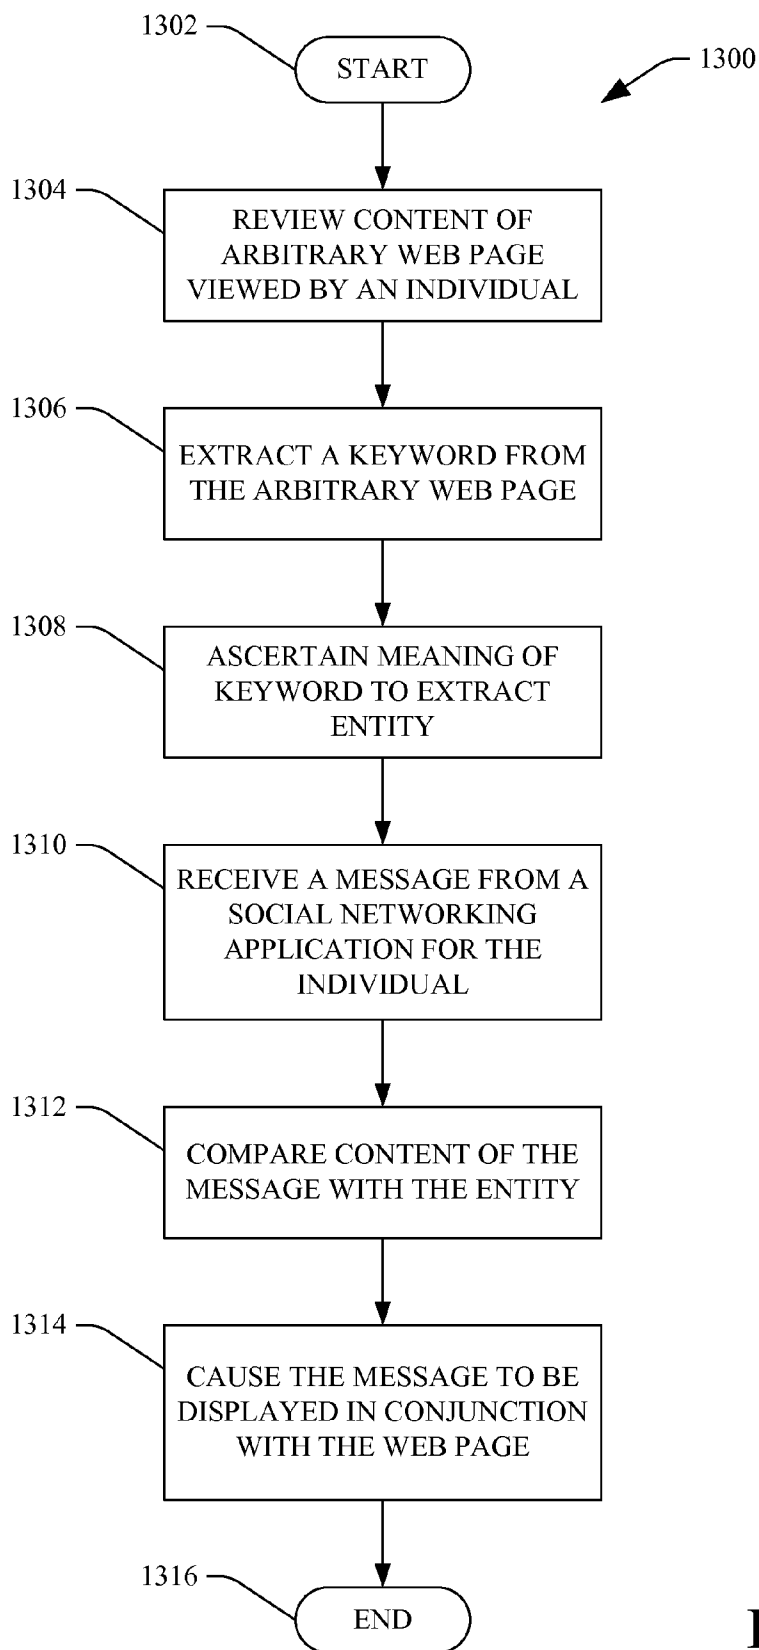 1302
START
1300
1304
REVIEW CONTENT OF
ARBITRARY WEB PAGE
VIEWED BY AN INDIVIDUAL
1306
EXTRACT A KEYWORD FROM
THE ARBITRARY WEB PAGE
1308
ASCERTAIN MEANING OF
KEYWORD TO EXTRACT
ENTITY
1310
RECEIVE A MESSAGE FROM A
SOCIAL NETWORKING
APPLICATION FOR THE
INDIVIDUAL
1312
COMPARE CONTENT OF THE
MESSAGE WITH THE ENTITY
1314
CAUSE THE MESSAGE TO BE
DISPLAYED IN CONJUNCTION
WITH THE WEB PAGE
1316
END